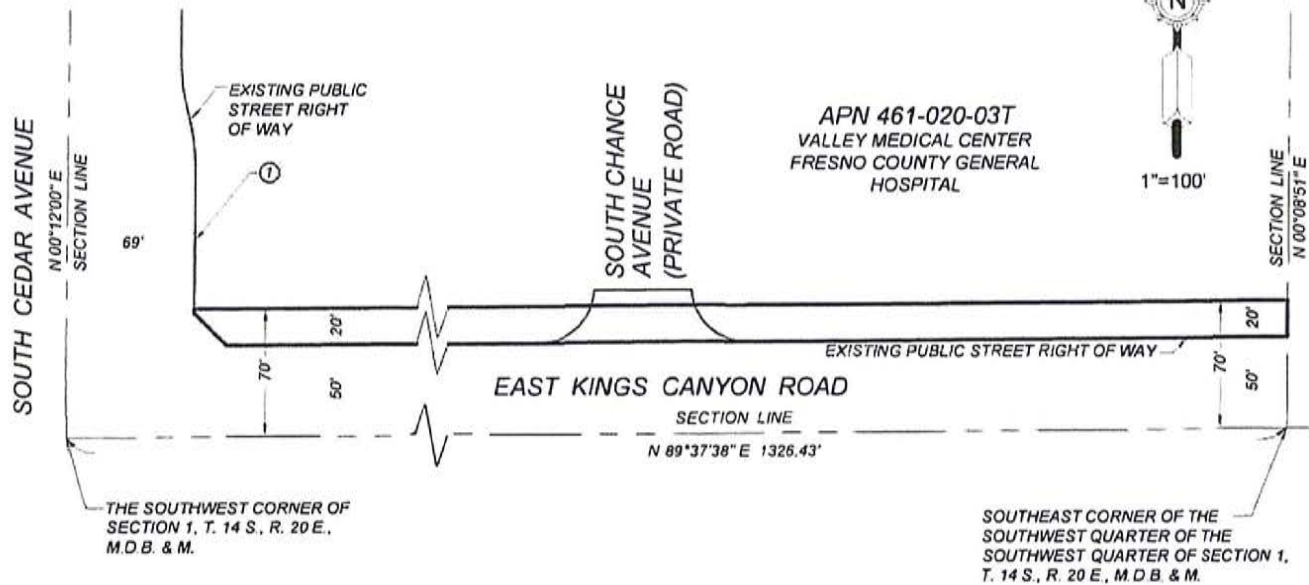 N
EXISTING PUBLIC
STREET RIGHT
OF WAY
①
SOUTH CEDAR AVENUE
N 00°12'00" E
SECTION LINE
69'
SOUTH CHANCE
AVENUE
(PRIVATE ROAD)
APN 461-020-03T
VALLEY MEDICAL CENTER
FRESNO COUNTY GENERAL
HOSPITAL
1"=100'
SECTION LINE
N 00°08'51" E
20'
70'
50'
20'
70'
50'
EXISTING PUBLIC STREET RIGHT OF WAY
EAST KINGS CANYON ROAD
SECTION LINE
N 89°37'38" E 1326.43'
THE SOUTHWEST CORNER OF
SECTION 1, T. 14 S., R. 20 E.,
M.D.B. & M.
SOUTHEAST CORNER OF THE
SOUTHWEST QUARTER OF THE
SOUTHWEST QUARTER OF SECTION 1,
T. 14 S., R. 20 E., M.D.B. & M.